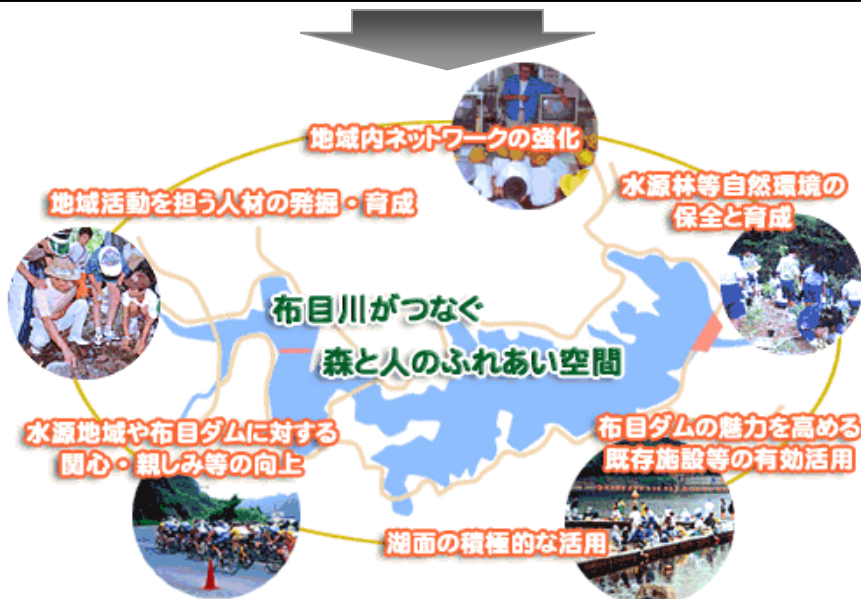 地域内ネットワークの強化
水源林等自然環境の
保全と育成
地域活動を担う人材の発掘・育成
布目川がつなぐ
森と人のふれあい空間
水源地域や布目ダムに対する
関心・親しみ等の向上
布目ダムの魅力を高める
既存施設等の有効活用
湖面の積極的な活用